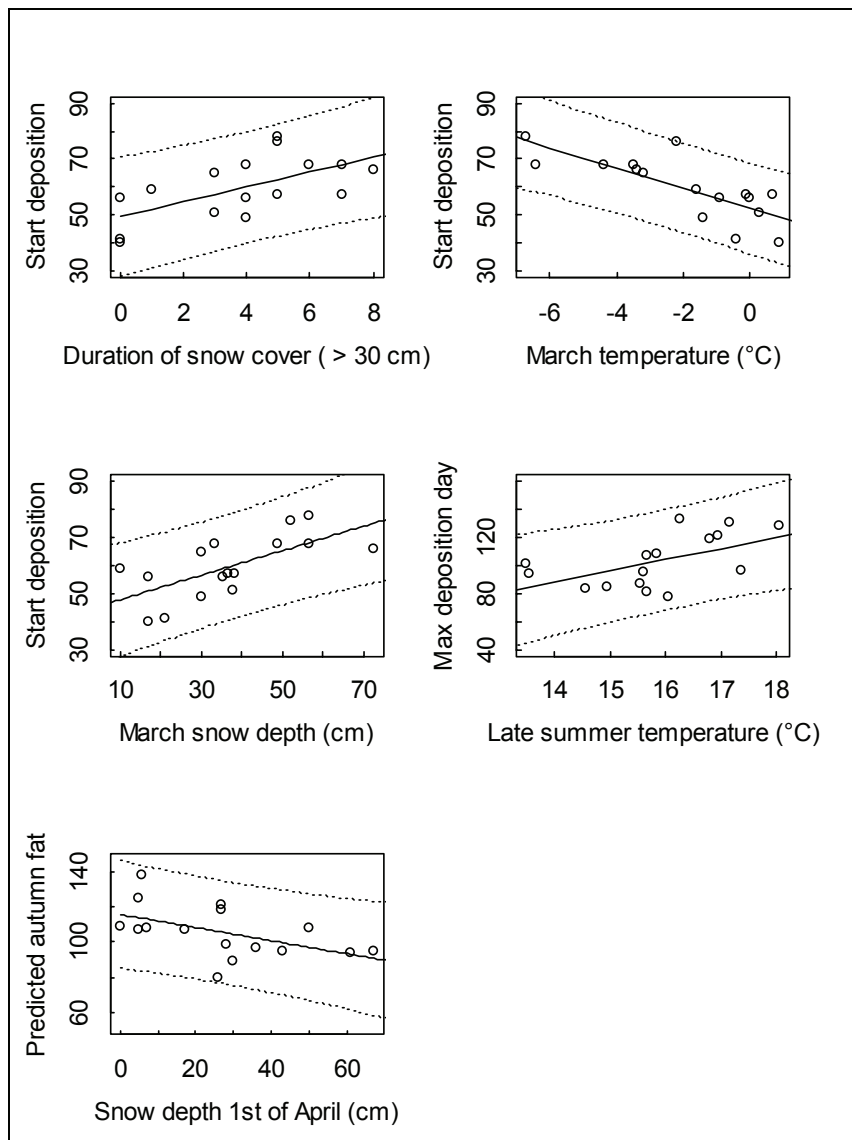 Start deposition
90
70
50
30
0 2 4 6 8
Duration of snow cover ( > 30 cm)
Start deposition
90
70
50
30
-6 -4 -2 0
March temperature (°C)
Start deposition
90
70
50
30
10 30 50 70
March snow depth (cm)
Max deposition day
120
80
40
14 15 16 17 18
Late summer temperature (°C)
Predicted autumn fat
140
100
60
0 20 40 60
Snow depth 1st of April (cm)